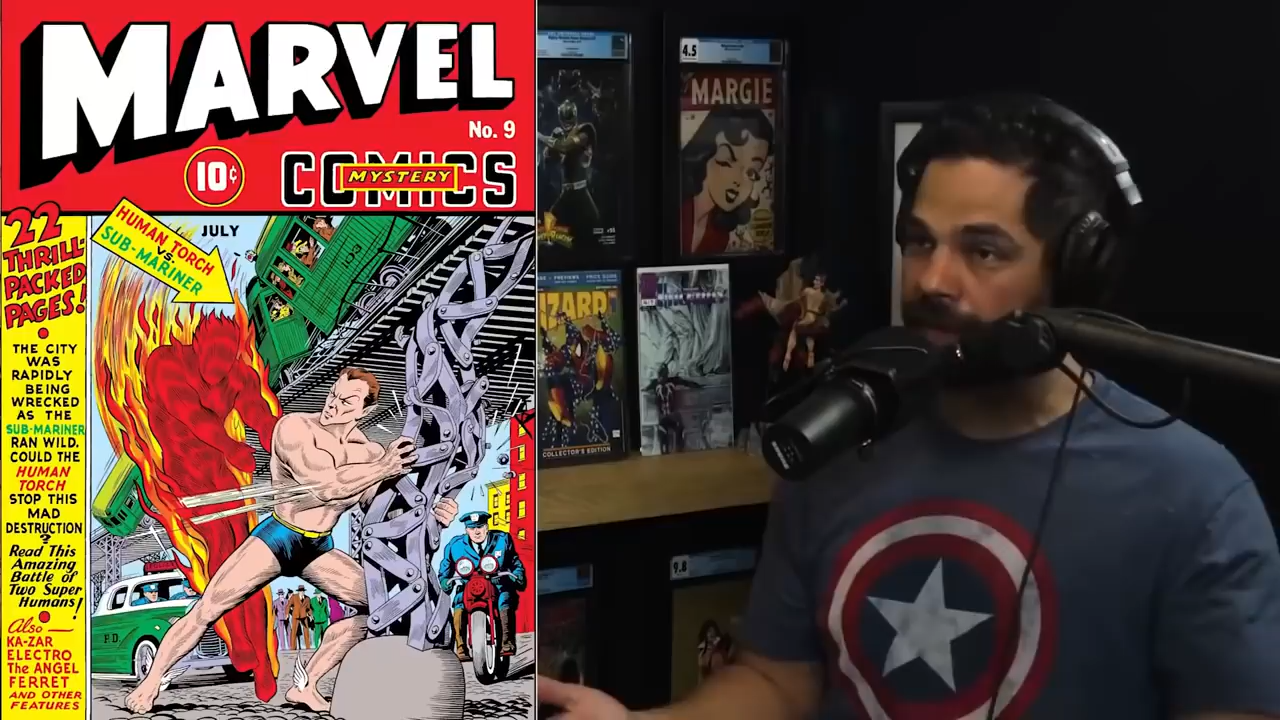 MARVEL
No. 9
10¢
COMICS
MYSTERY
22
THRILL-
PACKED
PAGES!
THE CITY
WAS
RAPIDLY
BEING
WRECKED
AS THE
SUB-MARINER
RAN WILD.
COULD THE
HUMAN
TORCH
STOP THIS
MAD
DESTRUCTION
?
Read This
Amazing
Battle of
Two Super
Humans!
Also—
KA-ZAR
ELECTRO
The ANGEL
FERRET
AND OTHER
FEATURES
HUMAN TORCH
VS.
SUB-MARINER
JULY
103
F.D.
4.5
MARGIE
IZARD
COLLECTOR'S EDITION
9.8